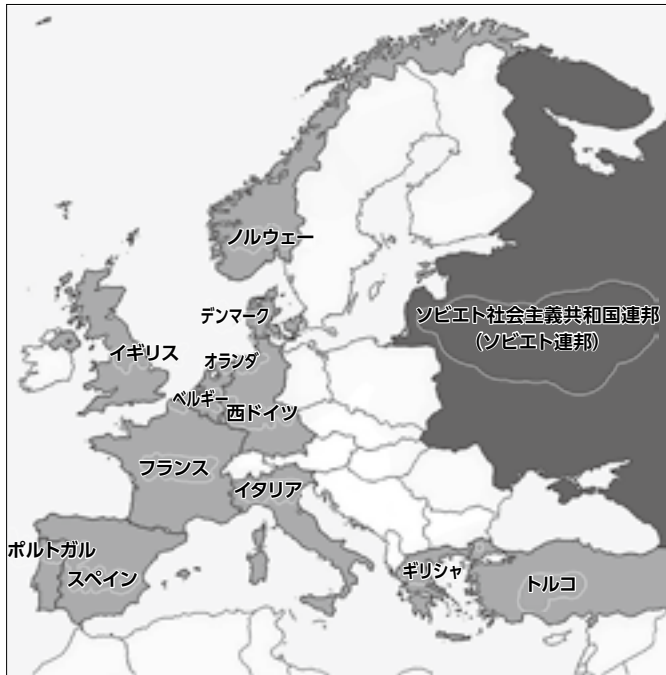 ノルウェー
デンマーク
ソビエト社会主義共和国連邦
(ソビエト連邦)
イギリス
オランダ
ベルギー
西ドイツ
フランス
イタリア
ポルトガル
スペイン
ギリシャ
トルコ